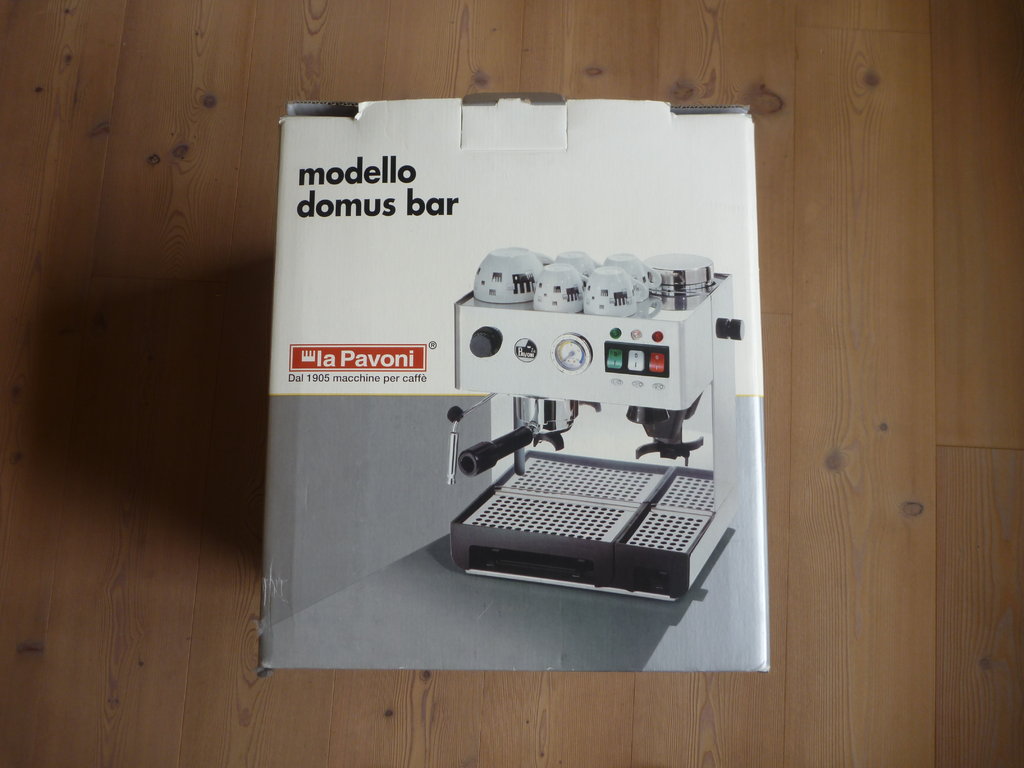 modello
domus bar
la Pavoni ®
Dal 1905 macchine per caffè